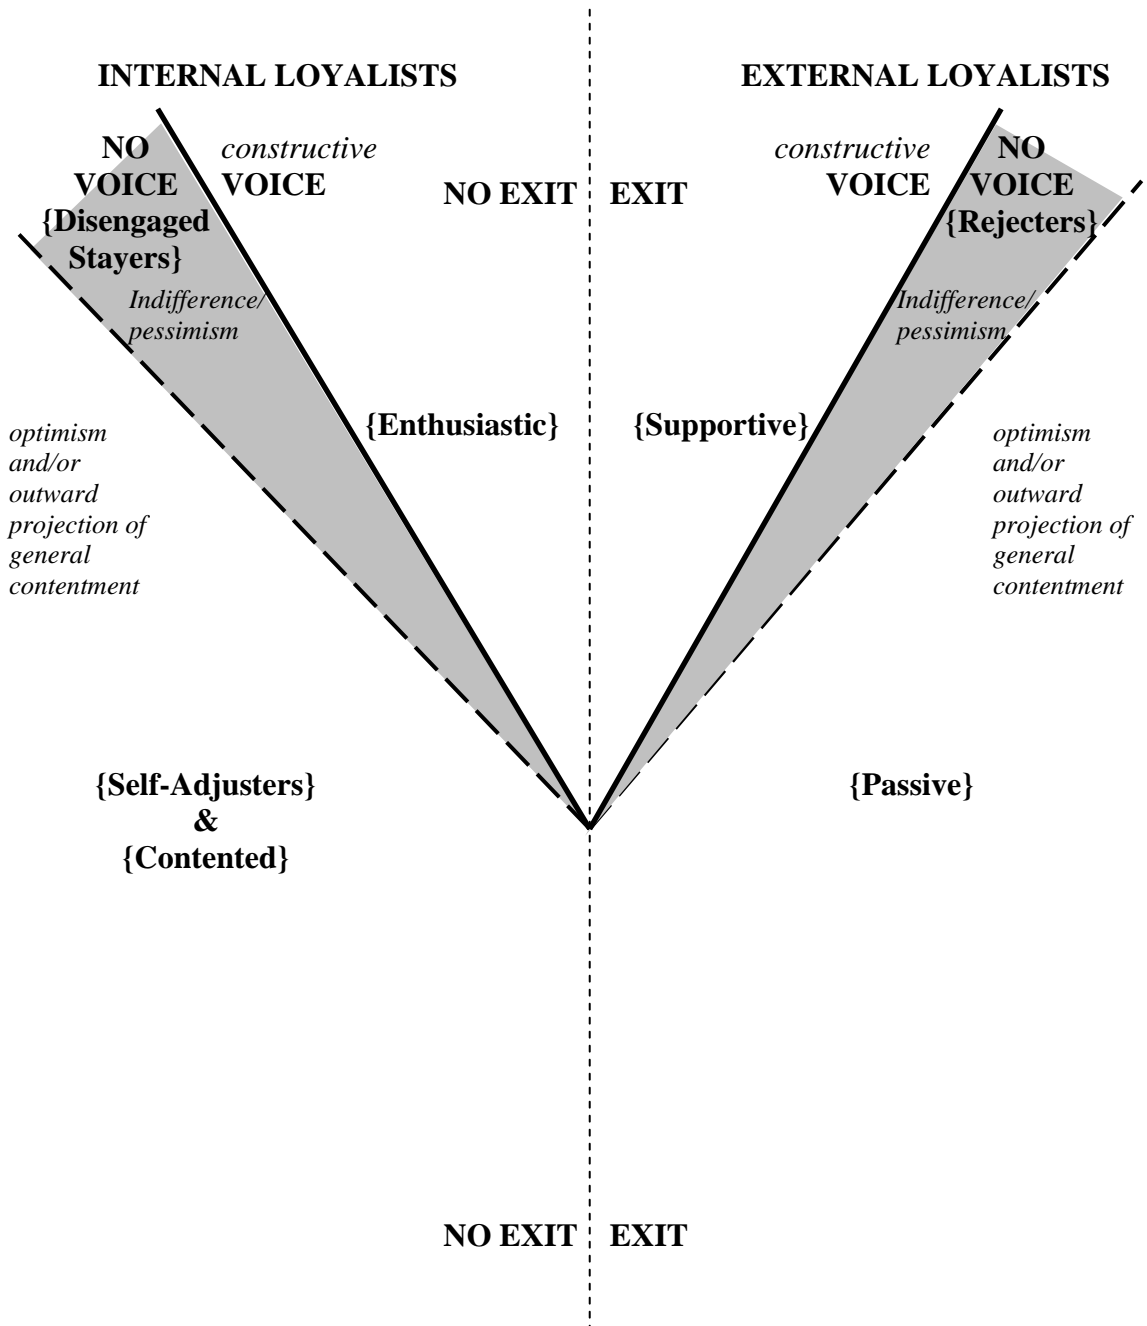 INTERNAL LOYALISTS
EXTERNAL LOYALISTS
NO
VOICE
{Disengaged
Stayers}
constructive
VOICE
NO EXIT
EXIT
constructive
VOICE
NO
VOICE
{Rejecters}
Indifference/
pessimism
Indifference/
pessimism
{Enthusiastic}
{Supportive}
optimism
and/or
outward
projection of
general
contentment
optimism
and/or
outward
projection of
general
contentment
{Self-Adjusters}
&
{Contented}
{Passive}
NO EXIT
EXIT